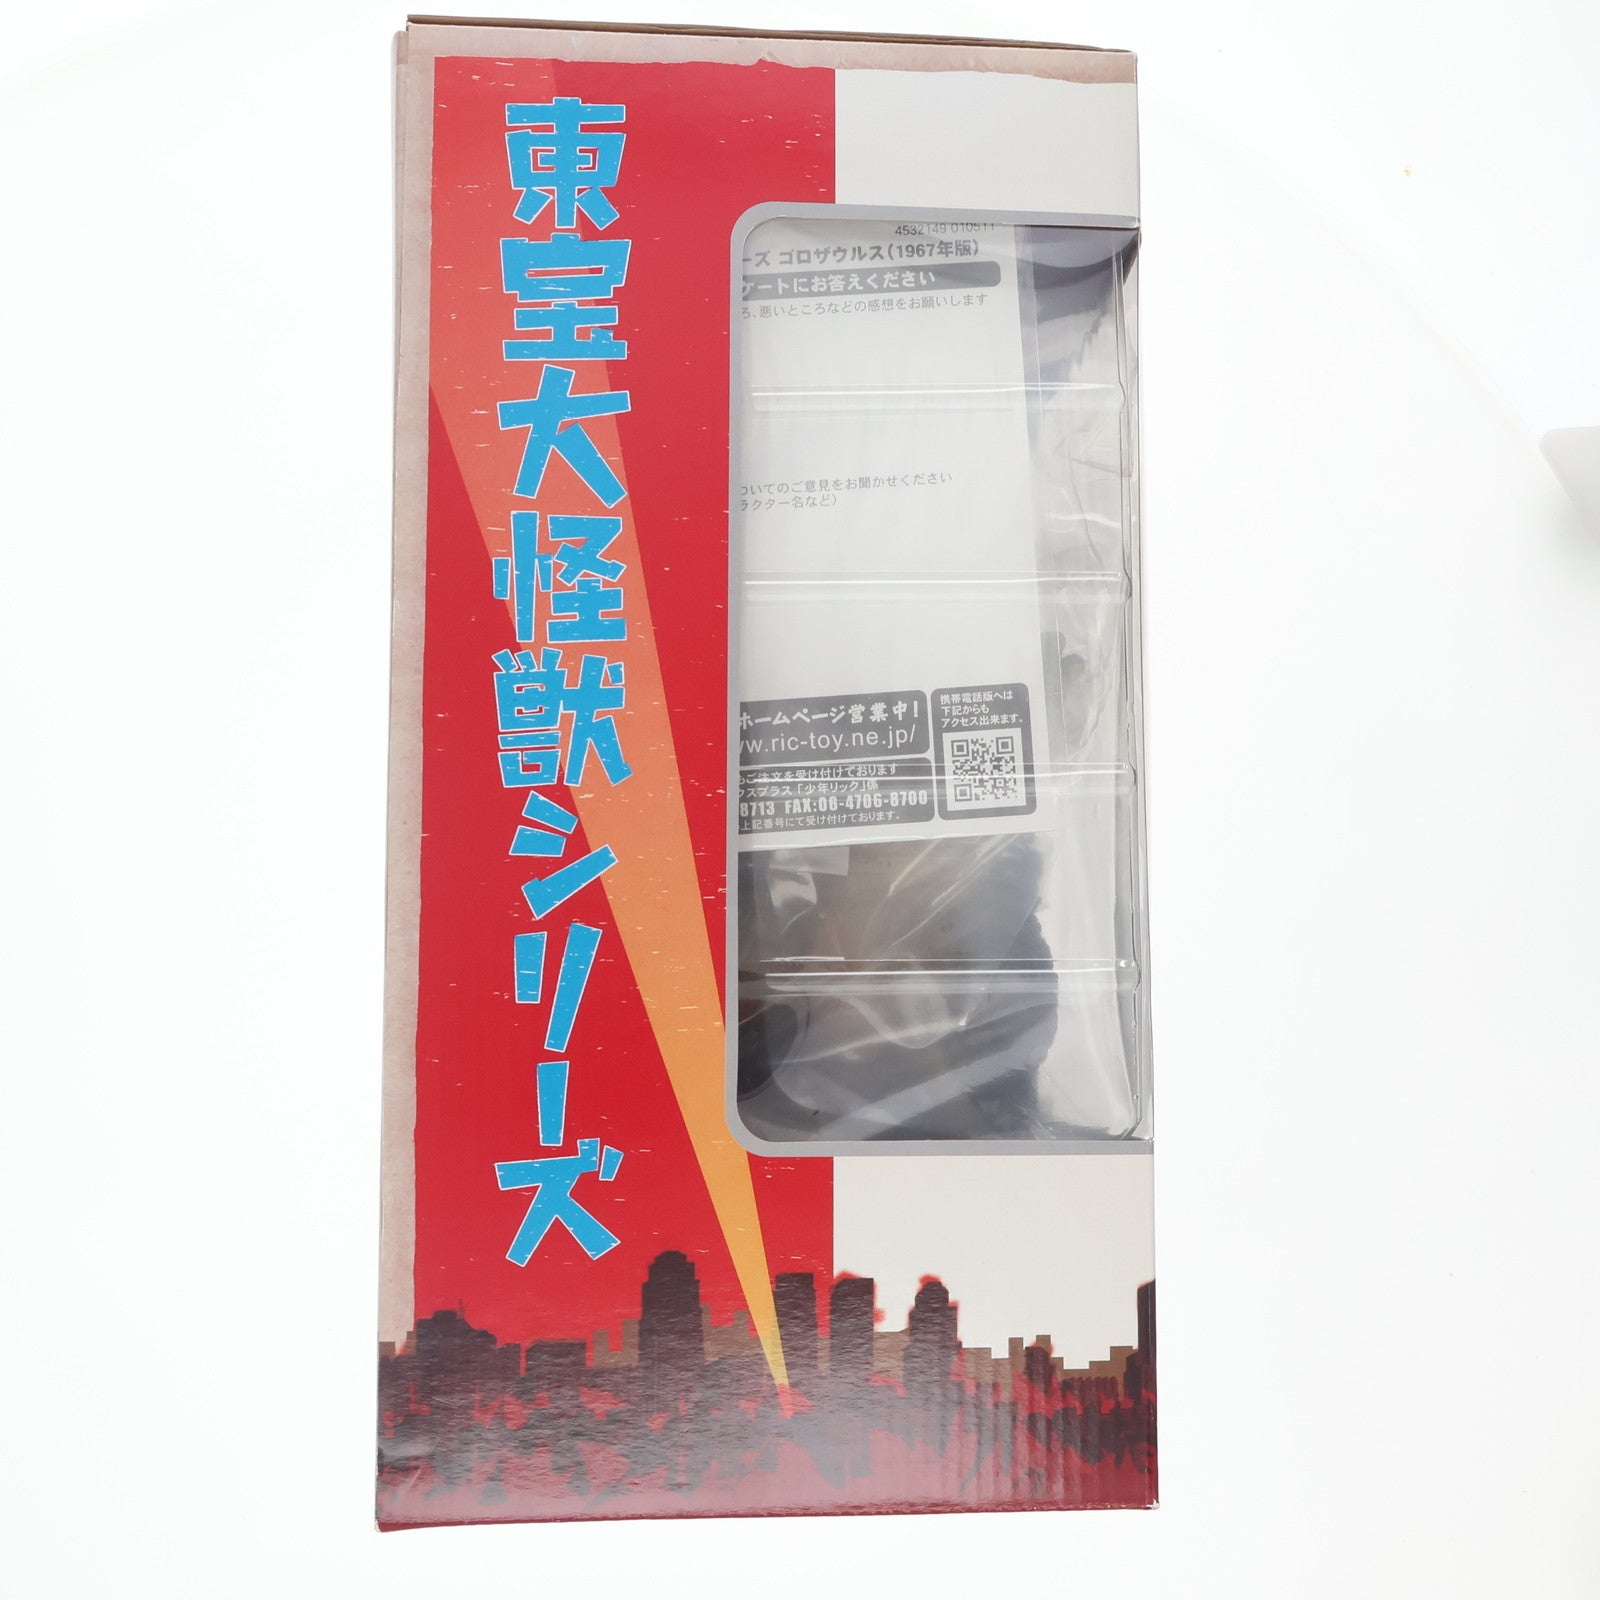 東宝大怪獣シリーズ
4532149 010511
ーズ ゴロザウルス(1967年版)
ケートにお答えください
ろ、悪いところなどの感想をお願いします
ついてのご意見をお聞かせください
ラクター名など)
ホームページ営業中!
ww.ric-toy.ne.jp/
もご注文を受け付けております
クスプラス「少年リック」係
8713 FAX:06-4706-8700
上記番号にて受け付けております。
携帯電話版へは
下記からも
アクセス出来ます。